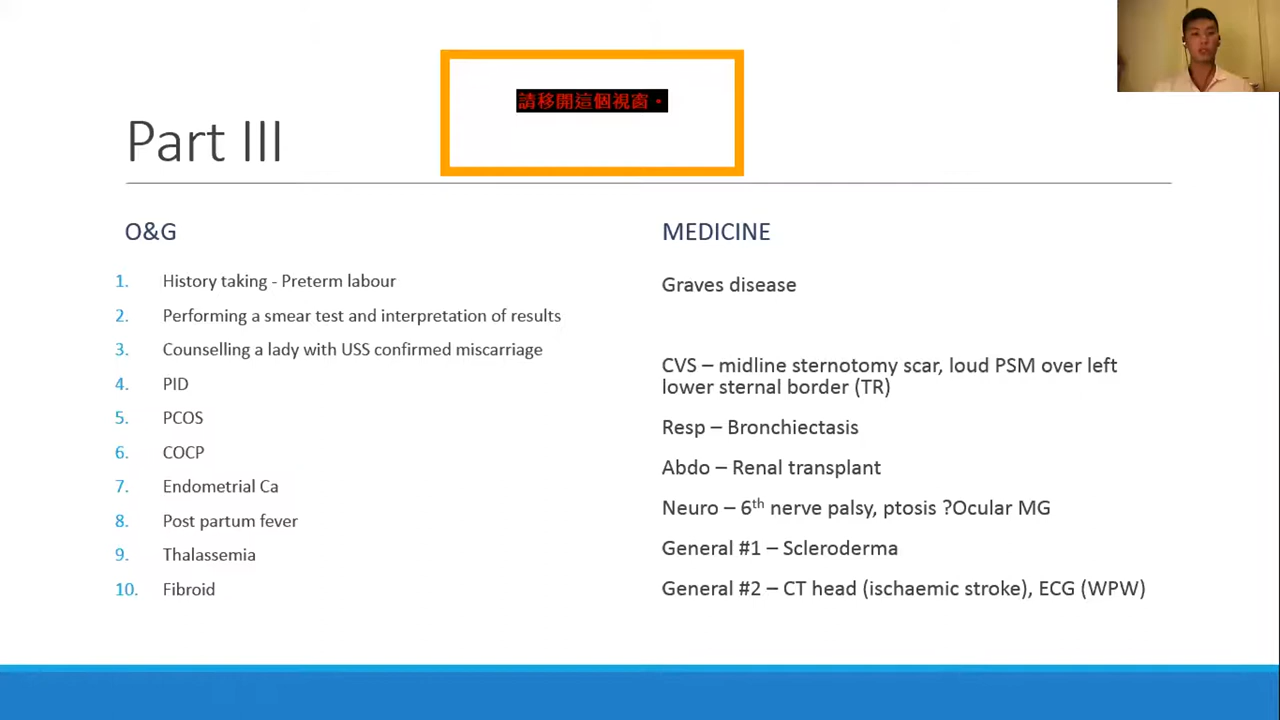 請移開這個視窗。
Part III
O&G
1. History taking - Preterm labour
2. Performing a smear test and interpretation of results
3. Counselling a lady with USS confirmed miscarriage
4. PID
5. PCOS
6. COCP
7. Endometrial Ca
8. Post partum fever
9. Thalassemia
10. Fibroid
MEDICINE
Graves disease
CVS – midline sternotomy scar, loud PSM over left
lower sternal border (TR)
Resp – Bronchiectasis
Abdo – Renal transplant
Neuro – 6th nerve palsy, ptosis ?Ocular MG
General #1 – Scleroderma
General #2 – CT head (ischaemic stroke), ECG (WPW)